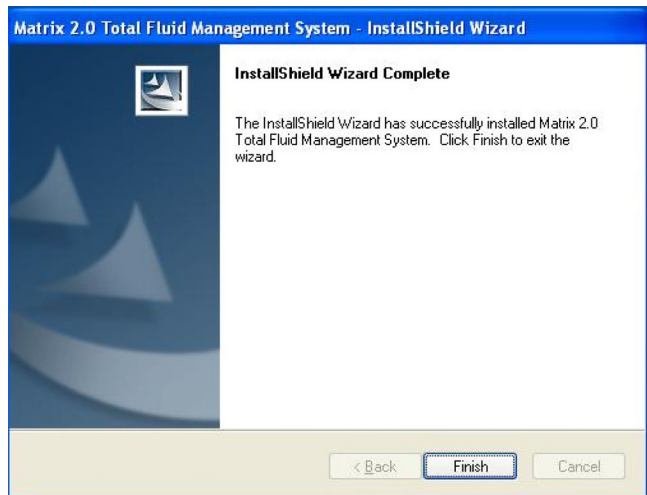 Matrix 2.0 Total Fluid Management System - InstallShield Wizard
InstallShield Wizard Complete
The InstallShield Wizard has successfully installed Matrix 2.0
Total Fluid Management System. Click Finish to exit the
wizard.
< Back Finish Cancel